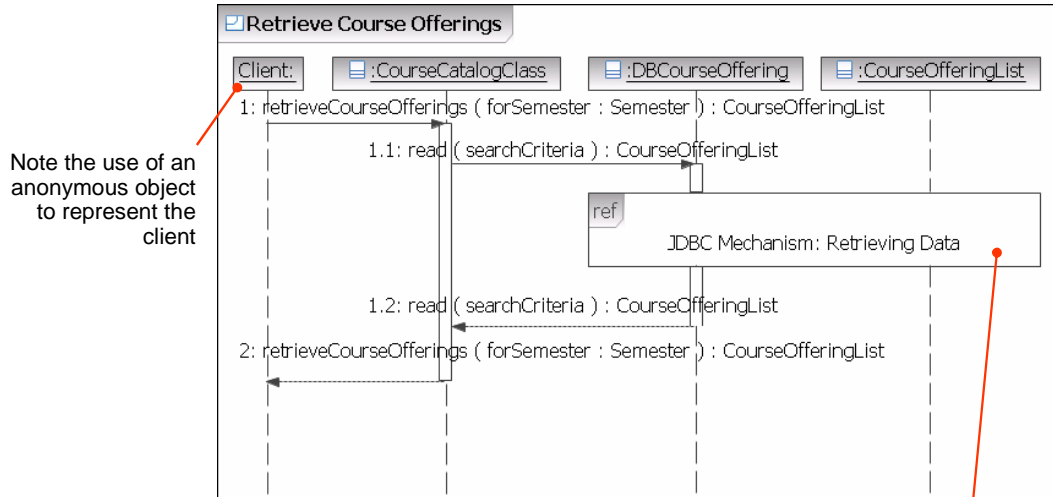 Retrieve Course Offerings
Client:
:CourseCatalogClass
:DBCourseOffering
:CourseOfferingList
1: retrieveCourseOfferings ( forSemester : Semester ) : CourseOfferingList
1.1: read ( searchCriteria ) : CourseOfferingList
Note the use of an
anonymous object
to represent the
client
ref
JDBC Mechanism: Retrieving Data
1.2: read ( searchCriteria ) : CourseOfferingList
2: retrieveCourseOfferings ( forSemester : Semester ) : CourseOfferingList